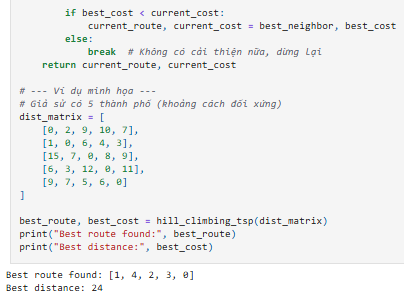 if best_cost < current_cost:
current_route, current_cost = best_neighbor, best_cost
else:
break # Không có cải thiện nữa, dừng lại
return current_route, current_cost
# --- Ví dụ minh họa ---
# Giả sử có 5 thành phố (khoảng cách đối xứng)
dist_matrix = [
[0, 2, 9, 10, 7],
[1, 0, 6, 4, 3],
[15, 7, 0, 8, 9],
[6, 3, 12, 0, 11],
[9, 7, 5, 6, 0]
]
best_route, best_cost = hill_climbing_tsp(dist_matrix)
print("Best route found:", best_route)
print("Best distance:", best_cost)
Best route found: [1, 4, 2, 3, 0]
Best distance: 24